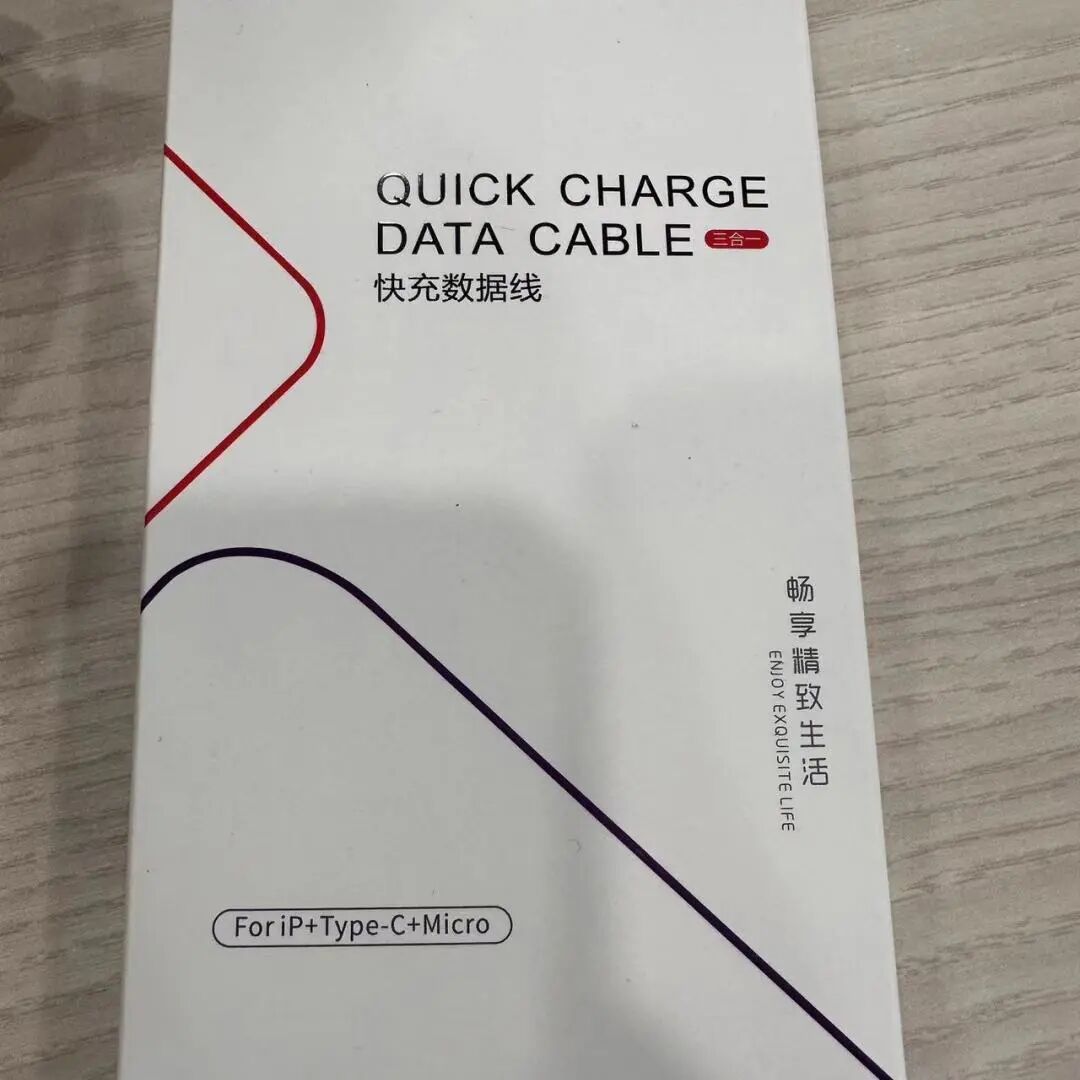 QUICK CHARGE
DATA CABLE 三合一
快充数据线
畅享精致生活
ENJOY EXQUISITE LIFE
For iP+Type-C+Micro